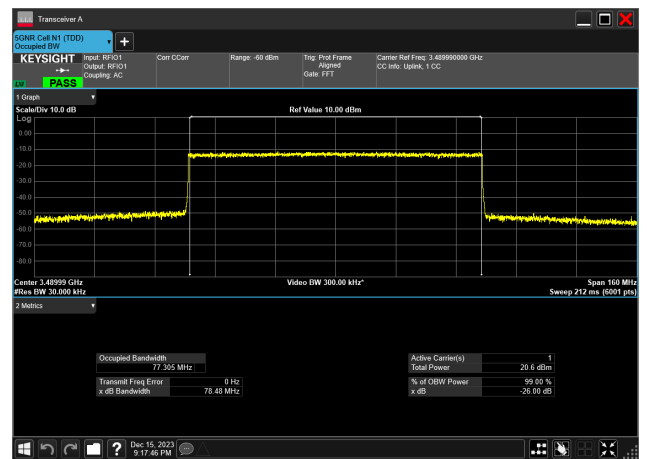 Transceiver A
5GNR Cell N1 (TDD)
Occupied BW
KEYSIGHT
PASS
Input: RFIO1
Output: RFIO1
Coupling: AC
Corr CCorr
Range: -60 dBm
Trig: Prot Frame
Aligned
Gate: FFT
Carrier Ref Freq: 3.489990000 GHz
CC Info: Uplink, 1 CC
1 Graph
Scale/Div 10.0 dB
Ref Value 10.00 dBm
Log
0.00
-10.0
-20.0
-30.0
-40.0
-50.0
-60.0
-70.0
-80.0
Center 3.48999 GHz
Video BW 300.00 kHz*
Span 160 MHz
#Res BW 30.000 kHz
Sweep 212 ms (6001 pts)
2 Metrics
Occupied Bandwidth
77.305 MHz
Active Carrier(s) 1
Total Power 20.6 dBm
Transmit Freq Error 0 Hz
x dB Bandwidth 78.48 MHz
% of OBW Power 99.00 %
x dB -26.00 dB
?
Dec 15, 2023
9:17:46 PM